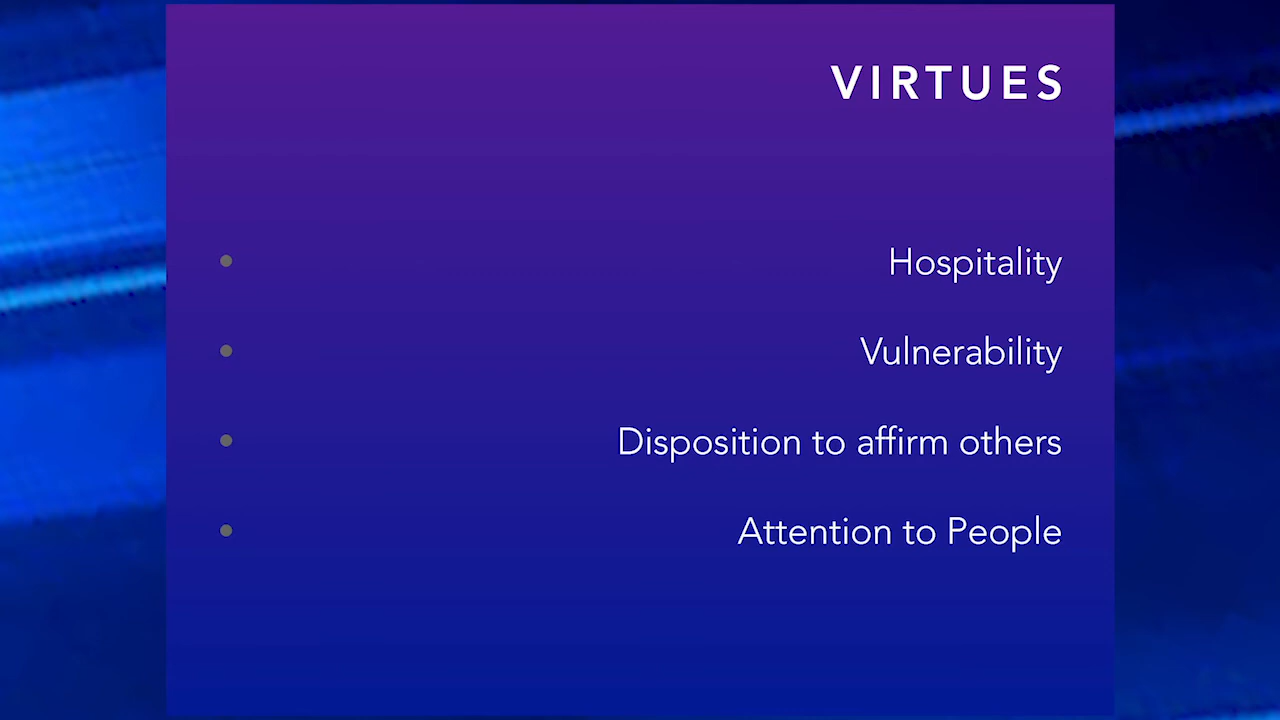 VIRTUES
• Hospitality
• Vulnerability
• Disposition to affirm others
• Attention to People